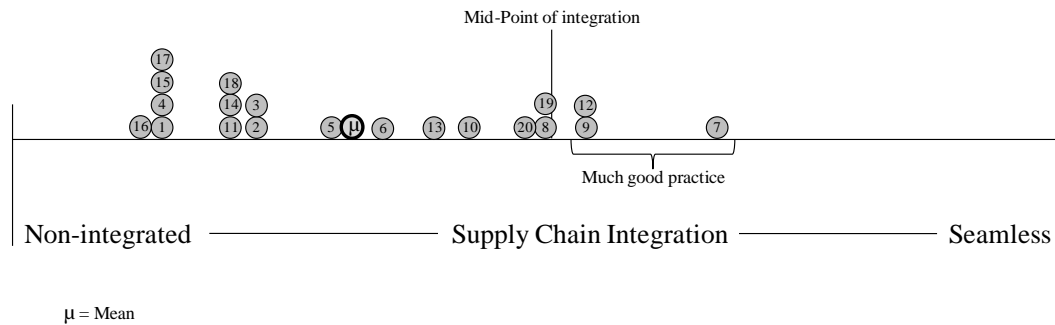 Mid-Point of integration
17
15 18 3 19 12
4 14
16 1 11 2 5 μ 6 13 10 20 8 9 7
Much good practice
Non-integrated Supply Chain Integration Seamless
μ = Mean